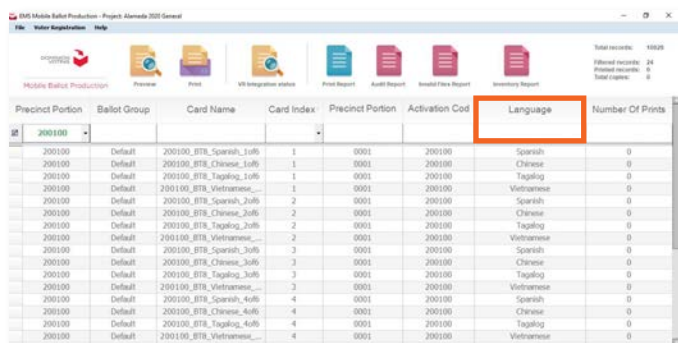 EMS Mobile Ballot Production - Project: Alameda 2020 General
File Voter Registration Help
DOMINION VOTING
Mobile Ballot Production
Preview Print VR Integration status Print Report Audit Report Invalid Files Report Inventory Report
Total records: 10928
Filtered records: 24
Printed records: 0
Total copies: 0
Precinct Portion Ballot Group Card Name Card Index Precinct Portion Activation Cod Language Number Of Prints
200100
200100 Default 200100_BT8_Spanish_1of6 1 0001 200100 Spanish 0
200100 Default 200100_BT8_Chinese_1of6 1 0001 200100 Chinese 0
200100 Default 200100_BT8_Tagalog_1of6 1 0001 200100 Tagalog 0
200100 Default 200100_BT8_Vietnamese_... 1 0001 200100 Vietnamese 0
200100 Default 200100_BT8_Spanish_2of6 2 0001 200100 Spanish 0
200100 Default 200100_BT8_Chinese_2of6 2 0001 200100 Chinese 0
200100 Default 200100_BT8_Tagalog_2of6 2 0001 200100 Tagalog 0
200100 Default 200100_BT8_Vietnamese_... 2 0001 200100 Vietnamese 0
200100 Default 200100_BT8_Spanish_3of6 3 0001 200100 Spanish 0
200100 Default 200100_BT8_Chinese_3of6 3 0001 200100 Chinese 0
200100 Default 200100_BT8_Tagalog_3of6 3 0001 200100 Tagalog 0
200100 Default 200100_BT8_Vietnamese_... 3 0001 200100 Vietnamese 0
200100 Default 200100_BT8_Spanish_4of6 4 0001 200100 Spanish 0
200100 Default 200100_BT8_Chinese_4of6 4 0001 200100 Chinese 0
200100 Default 200100_BT8_Tagalog_4of6 4 0001 200100 Tagalog 0
200100 Default 200100_BT8_Vietnamese_... 4 0001 200100 Vietnamese 0